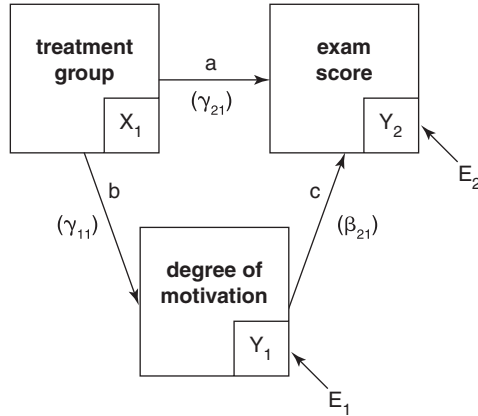 treatment
group
X₁
a
(γ₂₁)
exam
score
Y₂
E₂
b
(γ₁₁)
c
(β₂₁)
degree of
motivation
Y₁
E₁